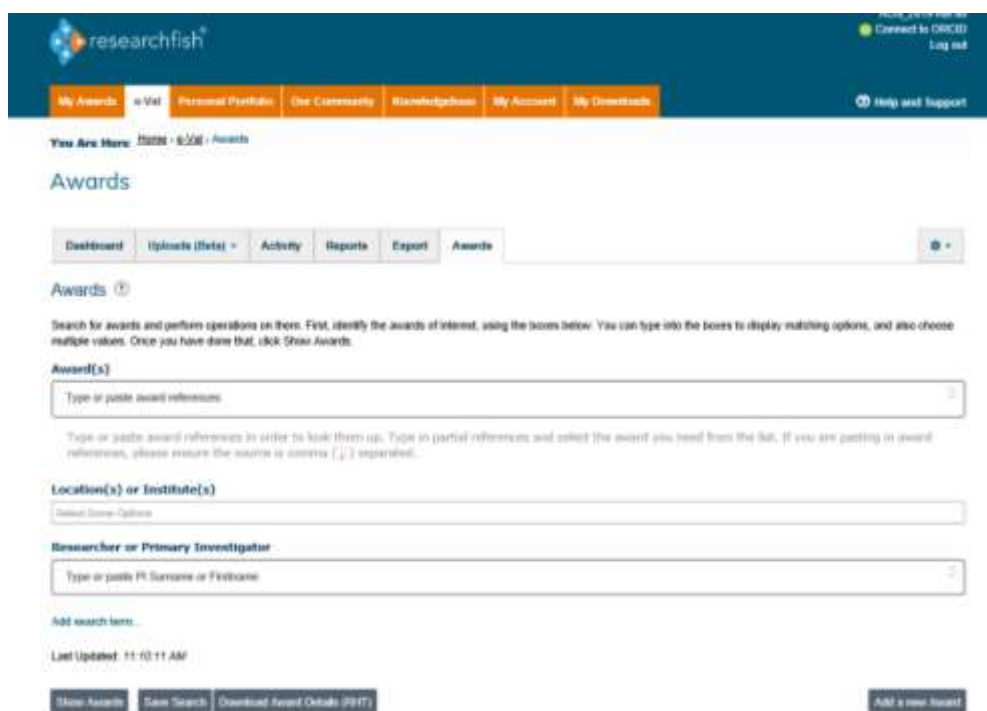 researchfish
Connect to ORCID
Log out
My Awards e-Val Personal Portfolio Our Community Knowledgebase My Account My Downloads
Help and Support
You Are Here Home › e-Val › Awards
Awards
Dashboard Uploads (Beta) Activity Reports Export Awards
Awards ?
Search for awards and perform operations on them. First, identify the awards of interest, using the boxes below. You can type into the boxes to display matching options, and also choose
multiple values. Once you have done that, click Show Awards.
Award(s)
Type or paste award references
Type or paste award references in order to look them up. Type in partial references and select the award you need from the list. If you are pasting in award
references, please ensure the source is comma [','] separated.
Location(s) or Institute(s)
Select Some Options
Researcher or Primary Investigator
Type or paste PI Surname or Firstname
Add search term...
Last Updated: 11:10:11 AM
Show Awards Save Search Download Award Details (RHT) Add a new Award